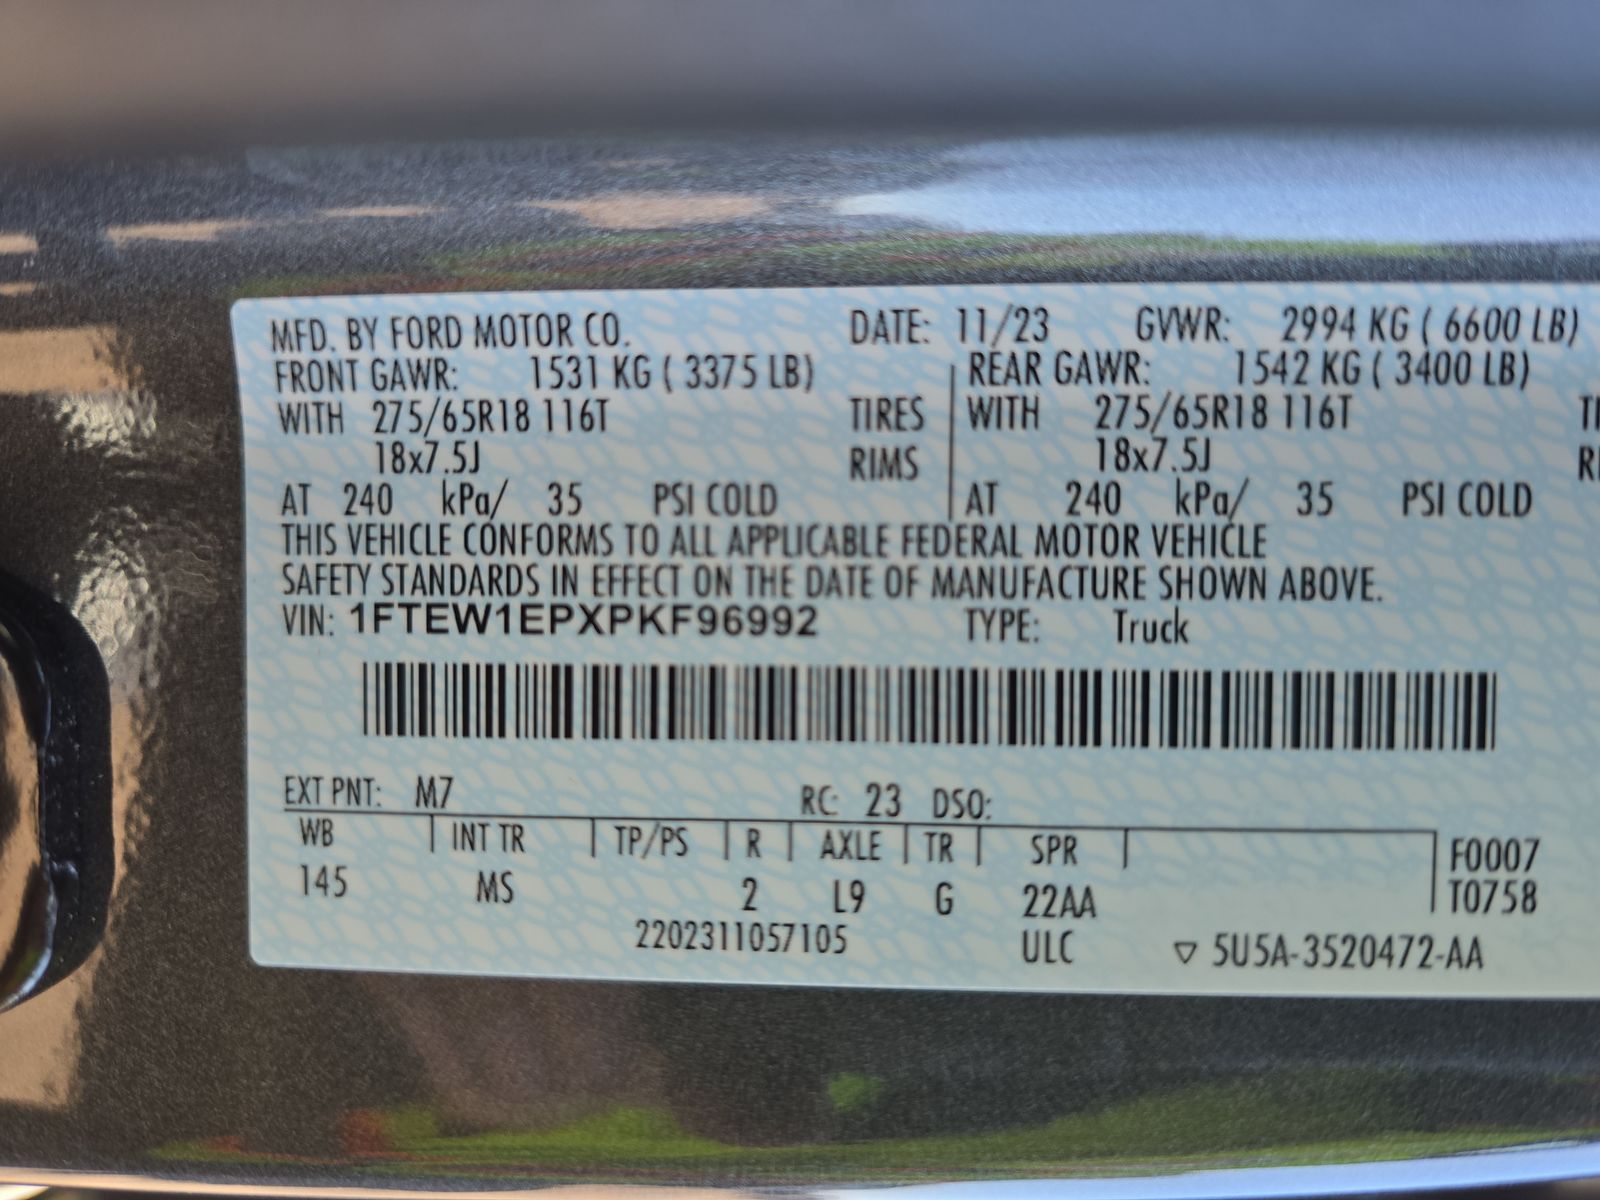 MFD. BY FORD MOTOR CO. DATE: 11/23 GVWR: 2994 KG ( 6600 LB)
FRONT GAWR: 1531 KG ( 3375 LB) REAR GAWR: 1542 KG ( 3400 LB)
WITH 275/65R18 116T TIRES WITH 275/65R18 116T
18x7.5J RIMS 18x7.5J
AT 240 kPa/ 35 PSI COLD AT 240 kPa/ 35 PSI COLD
THIS VEHICLE CONFORMS TO ALL APPLICABLE FEDERAL MOTOR VEHICLE
SAFETY STANDARDS IN EFFECT ON THE DATE OF MANUFACTURE SHOWN ABOVE.
VIN: 1FTEW1EPXPKF96992 TYPE: Truck
EXT PNT: M7 RC: 23 DSO:
WB INT TR TP/PS R AXLE TR SPR F0007
145 MS 2 L9 G 22AA T0758
2202311057105 ULC ▽ 5U5A-3520472-AA